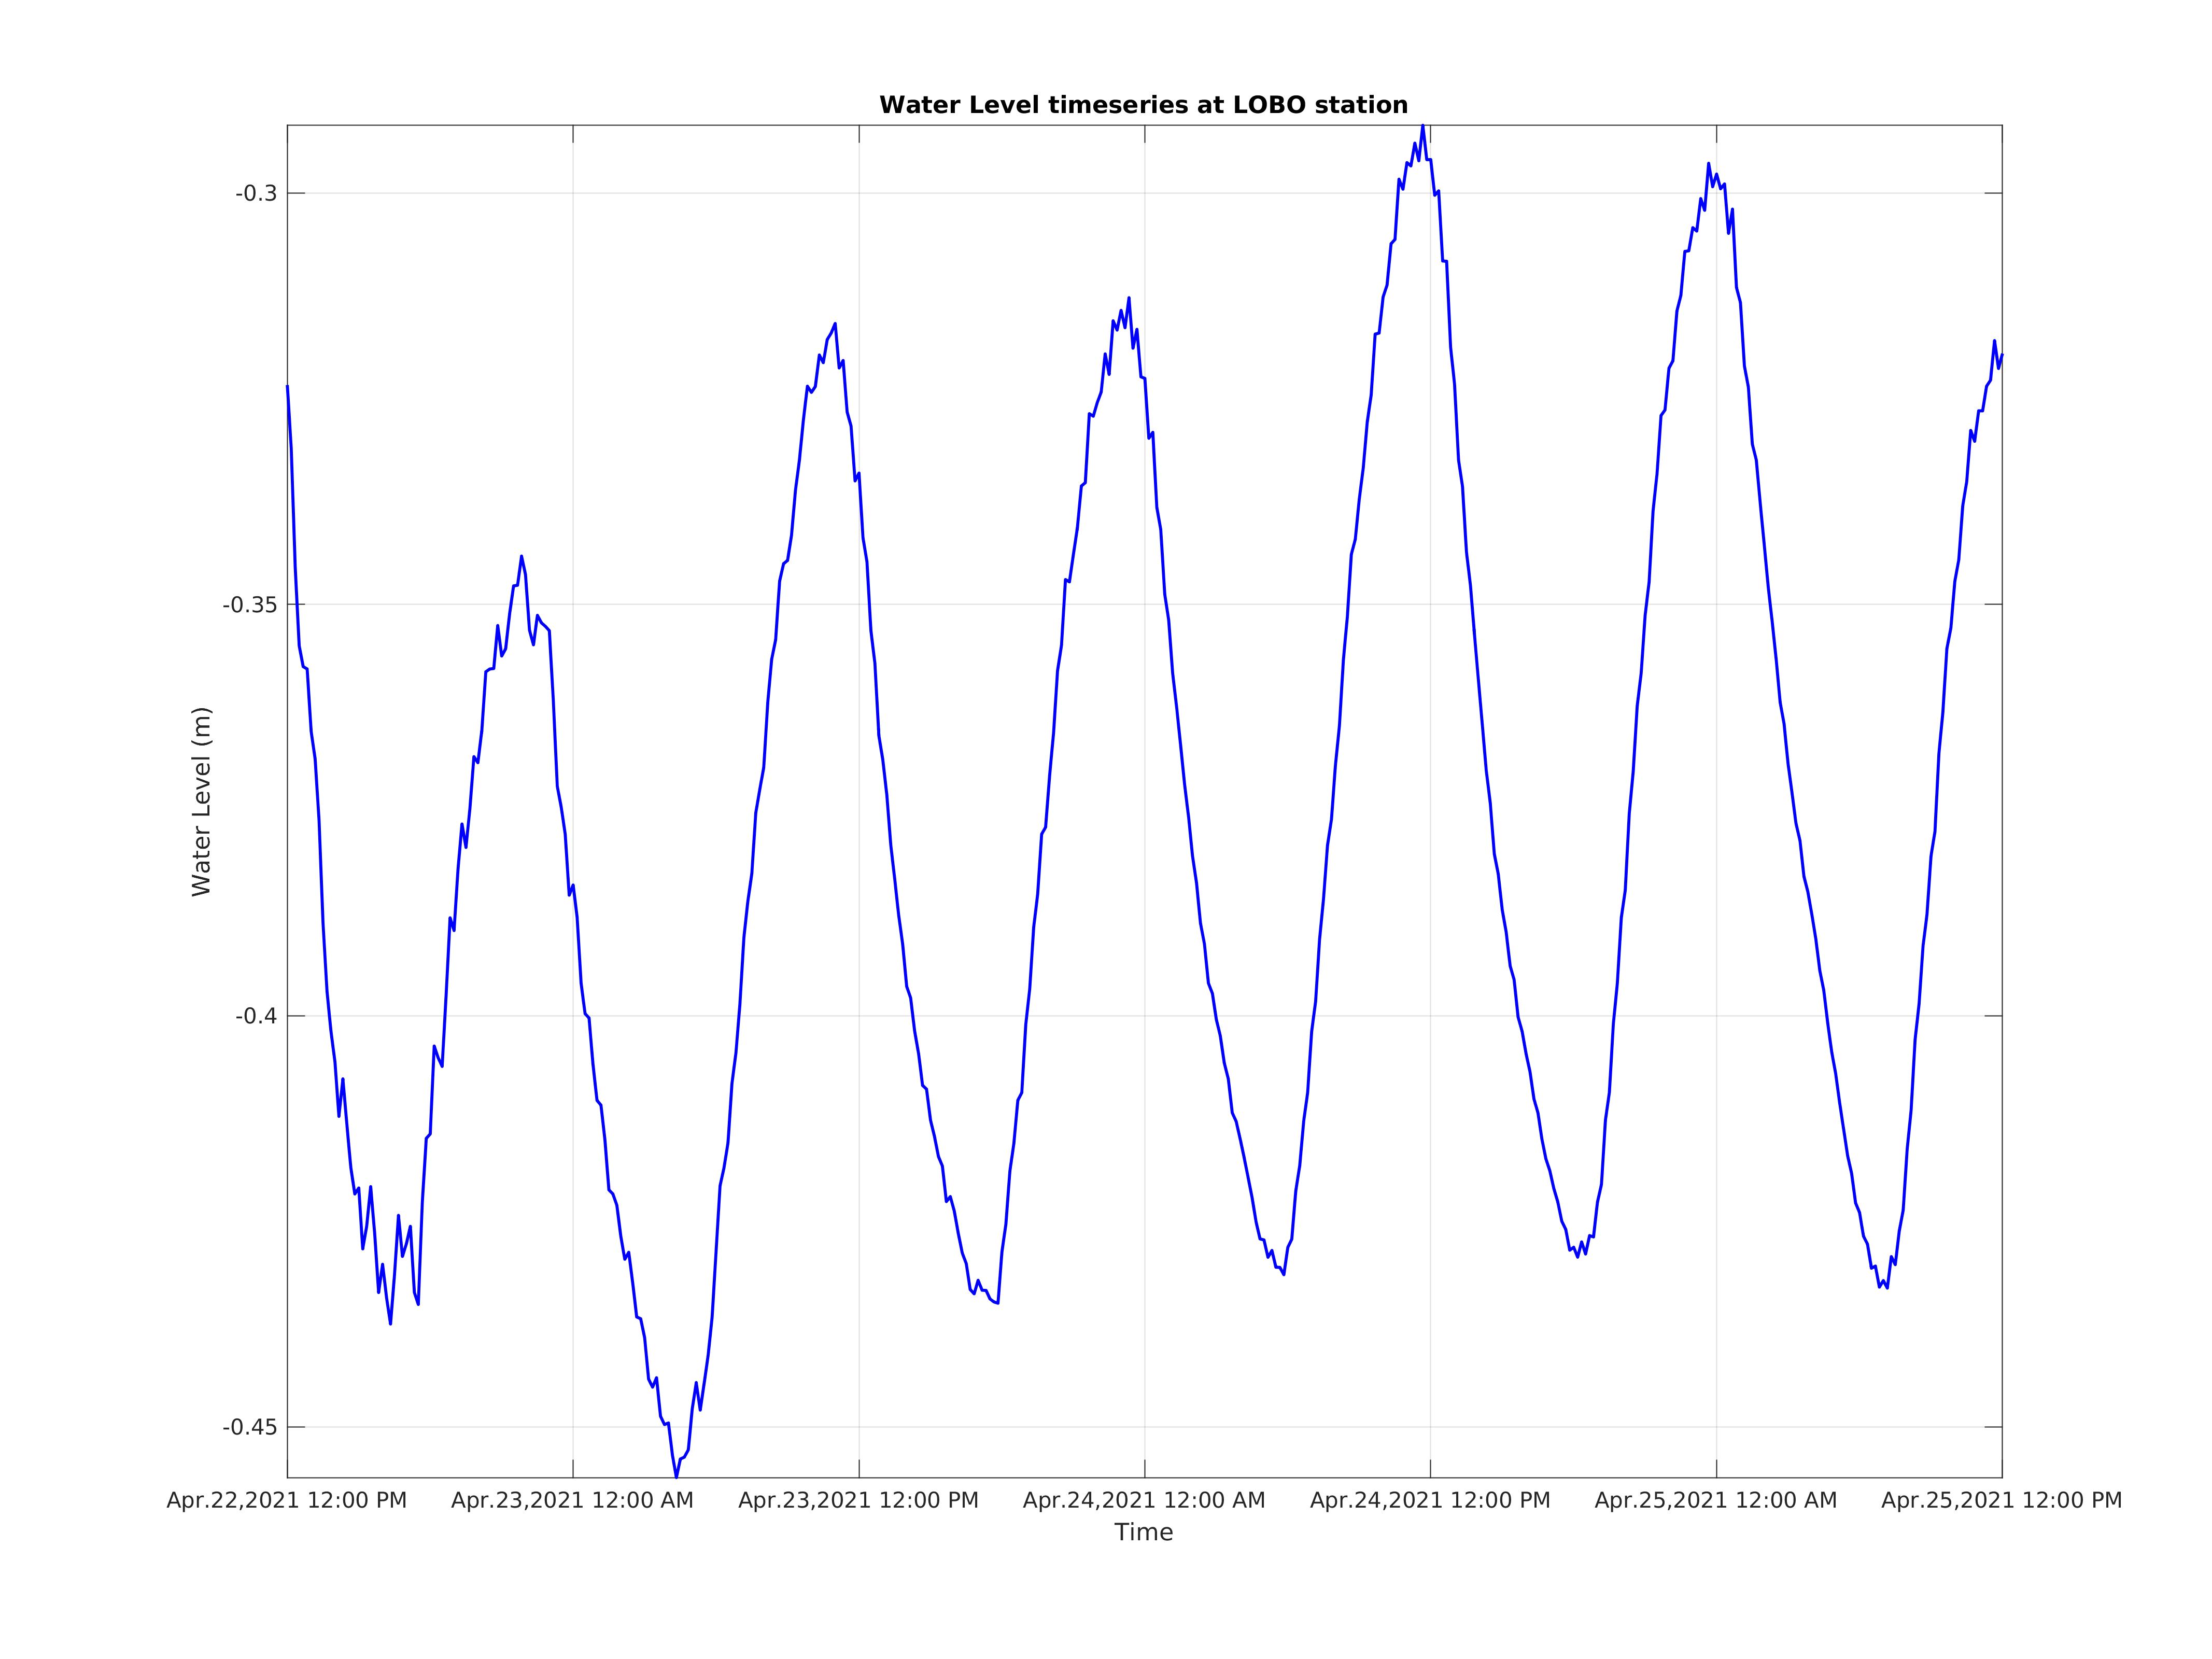 Water Level timeseries at LOBO station
-0.3
-0.35
-0.4
-0.45
Water Level (m)
Apr.22,2021 12:00 PM
Apr.23,2021 12:00 AM
Apr.23,2021 12:00 PM
Apr.24,2021 12:00 AM
Apr.24,2021 12:00 PM
Apr.25,2021 12:00 AM
Apr.25,2021 12:00 PM
Time